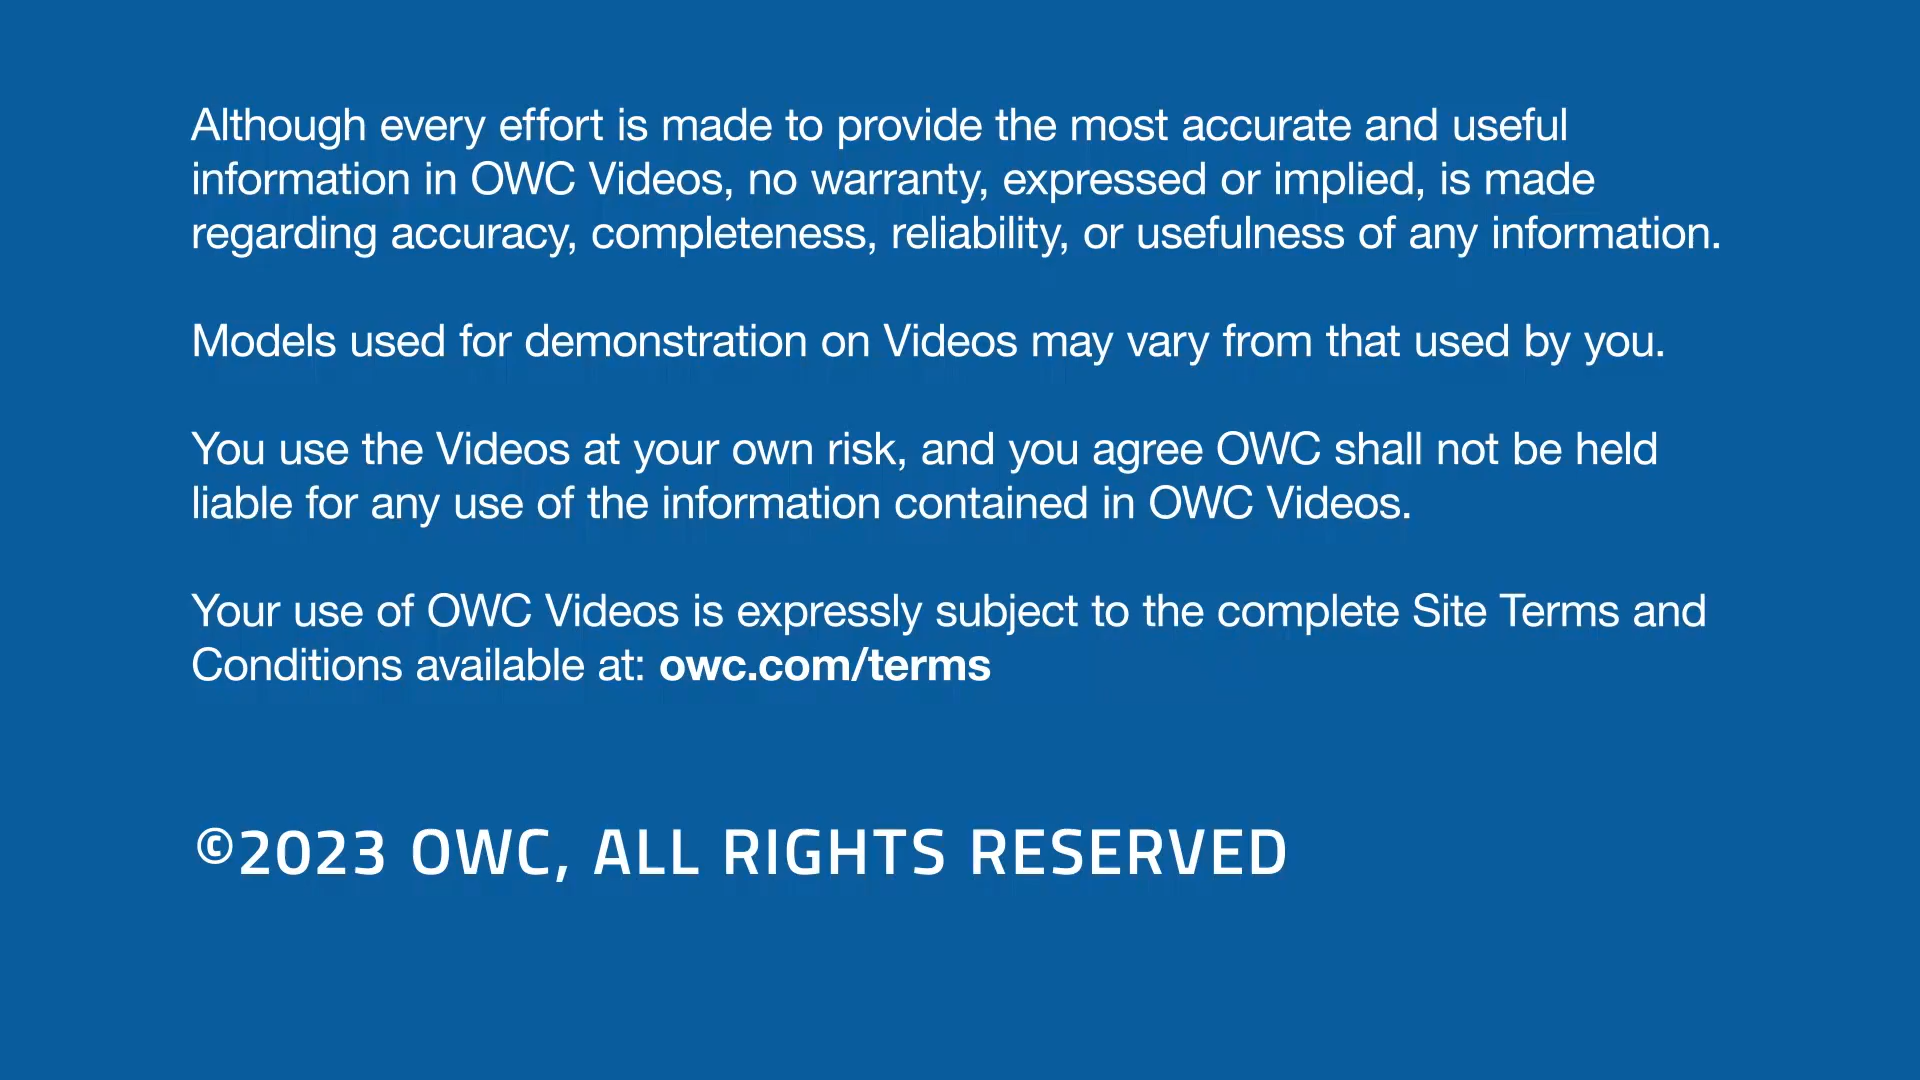 Although every effort is made to provide the most accurate and useful
information in OWC Videos, no warranty, expressed or implied, is made
regarding accuracy, completeness, reliability, or usefulness of any information.
Models used for demonstration on Videos may vary from that used by you.
You use the Videos at your own risk, and you agree OWC shall not be held
liable for any use of the information contained in OWC Videos.
Your use of OWC Videos is expressly subject to the complete Site Terms and
Conditions available at: owc.com/terms
©2023 OWC, ALL RIGHTS RESERVED